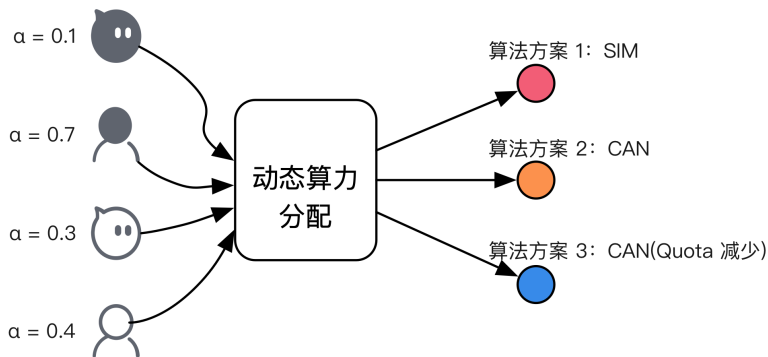 α = 0.1
α = 0.7
α = 0.3
α = 0.4
动态算力
分配
算法方案 1：SIM
算法方案 2：CAN
算法方案 3：CAN(Quota 减少)